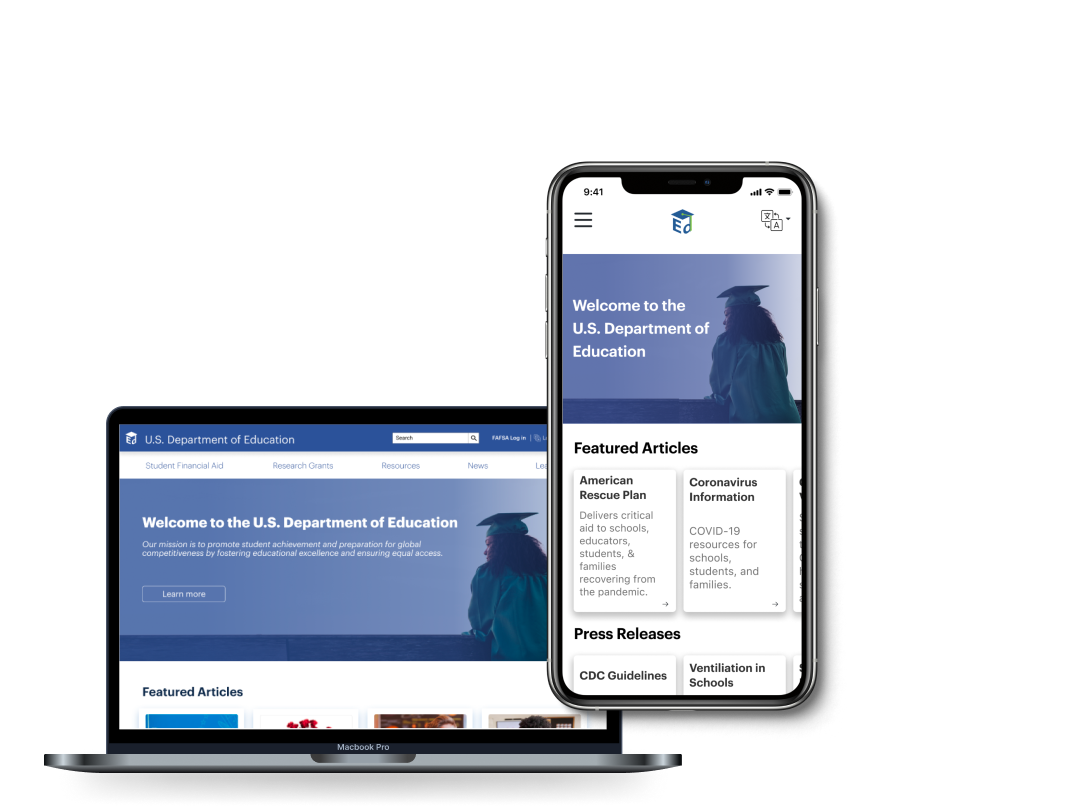 U.S. Department of Education
Search
FAFSA Log in
Student Financial Aid
Research Grants
Resources
News
Welcome to the U.S. Department of Education
Our mission is to promote student achievement and preparation for global
competitiveness by fostering educational excellence and ensuring equal access.
Learn more
Featured Articles
Macbook Pro
9:41
Ed
Welcome to the
U.S. Department of
Education
Featured Articles
American
Rescue Plan
Delivers critical
aid to schools,
educators,
students, &
families
recovering from
the pandemic.
Coronavirus
Information
COVID-19
resources for
schools,
students, and
families.
Press Releases
CDC Guidelines
Ventiliation in
Schools